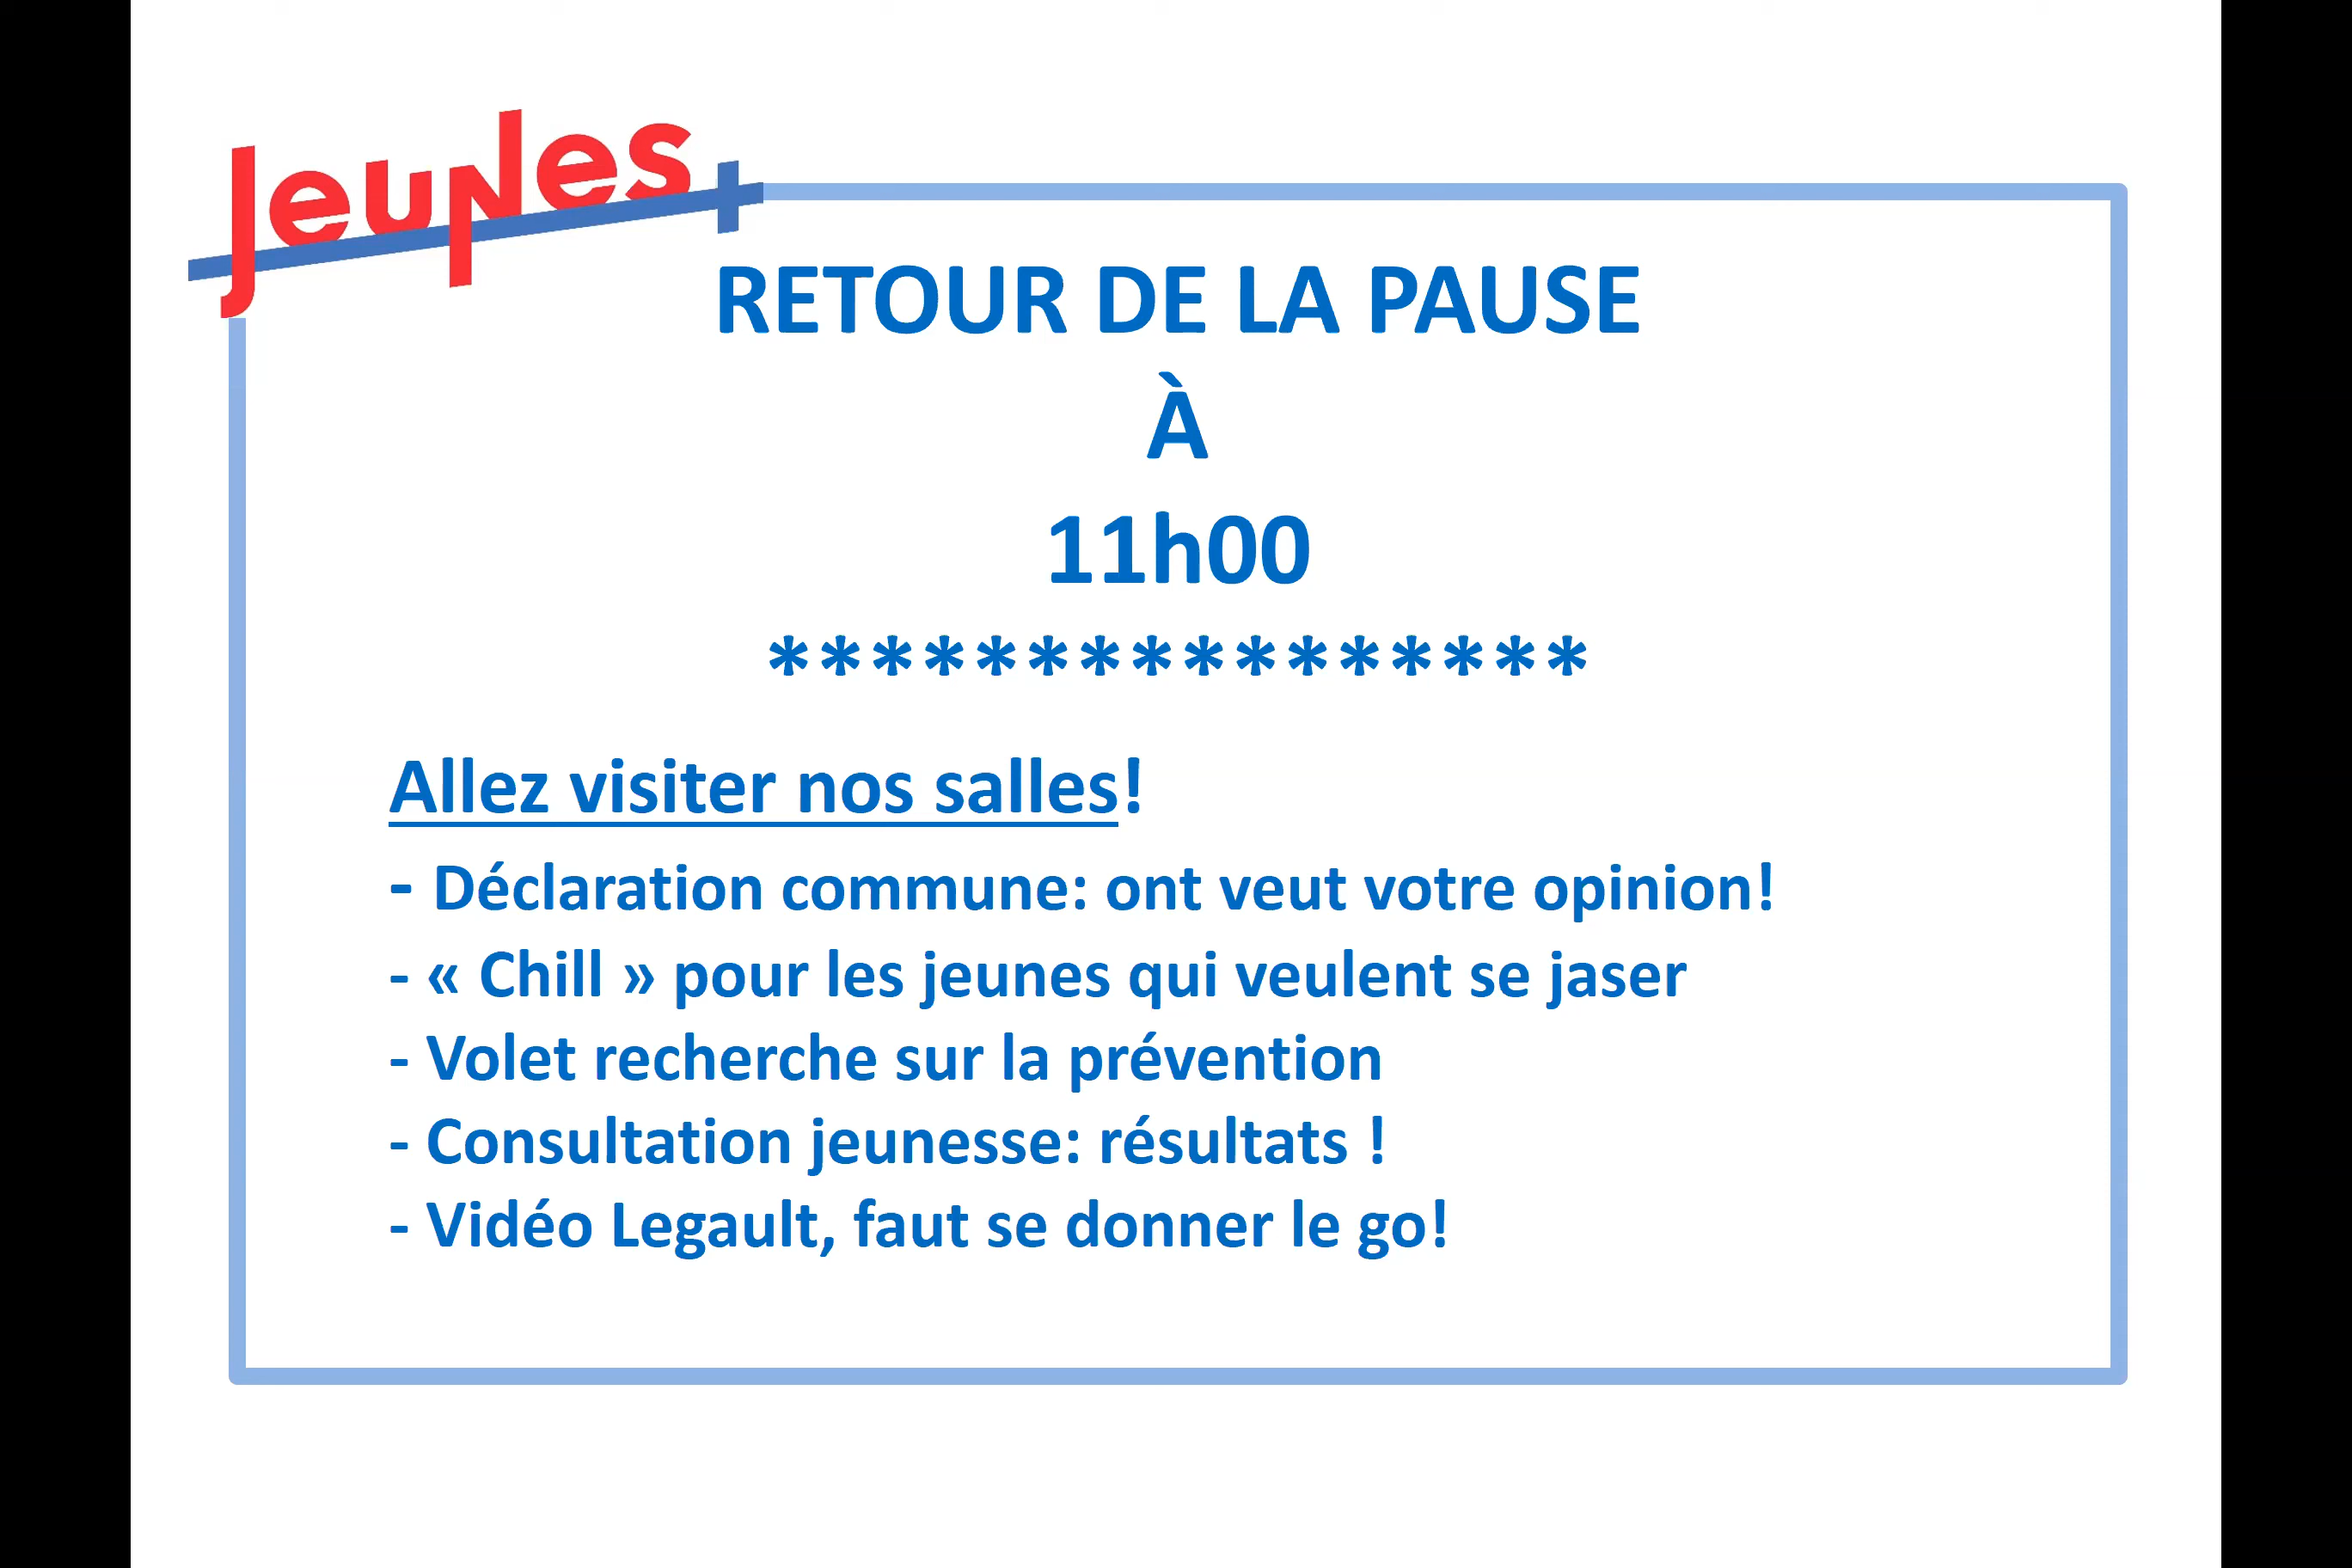 Jeunes+
RETOUR DE LA PAUSE
À
11h00
****************
Allez visiter nos salles!
- Déclaration commune: ont veut votre opinion!
- « Chill » pour les jeunes qui veulent se jaser
- Volet recherche sur la prévention
- Consultation jeunesse: résultats !
- Vidéo Legault, faut se donner le go!